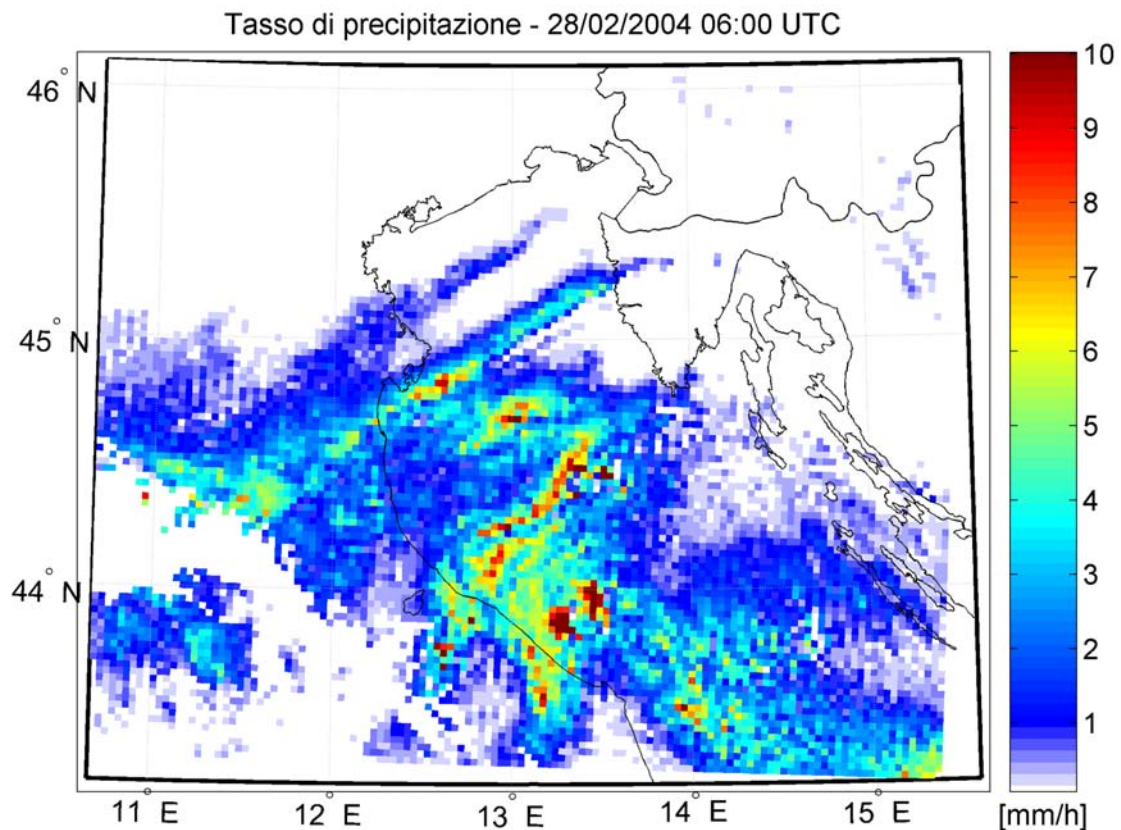 Tasso di precipitazione - 28/02/2004 06:00 UTC
46° N
45° N
44° N
11° E
12° E
13° E
14° E
15° E
10
9
8
7
6
5
4
3
2
1
[mm/h]